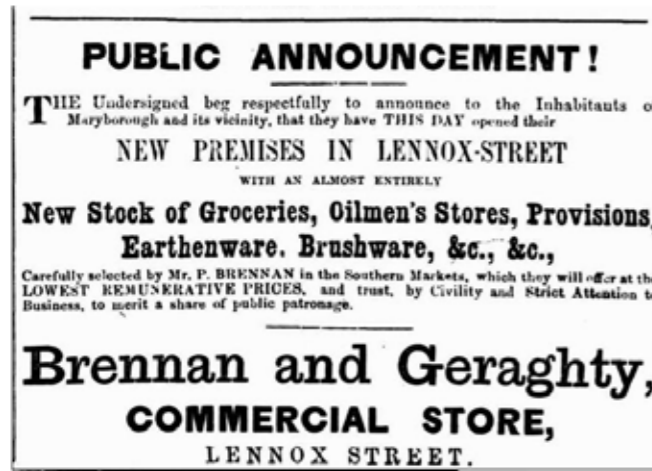 PUBLIC ANNOUNCEMENT!
THE Undersigned beg respectfully to announce to the Inhabitants o
Maryborough and its vicinity, that they have THIS DAY opened their
NEW PREMISES IN LENNOX-STREET
WITH AN ALMOST ENTIRELY
New Stock of Groceries, Oilmen's Stores, Provisions,
Earthenware. Brushware, &c., &c.,
Carefully selected by Mr. P. BRENNAN in the Southern Markets, which they will offer at the
LOWEST REMUNERATIVE PRICES, and trust, by Civility and Strict Attention to
Business, to merit a share of public patronage.
Brennan and Geraghty,
COMMERCIAL STORE,
LENNOX STREET.